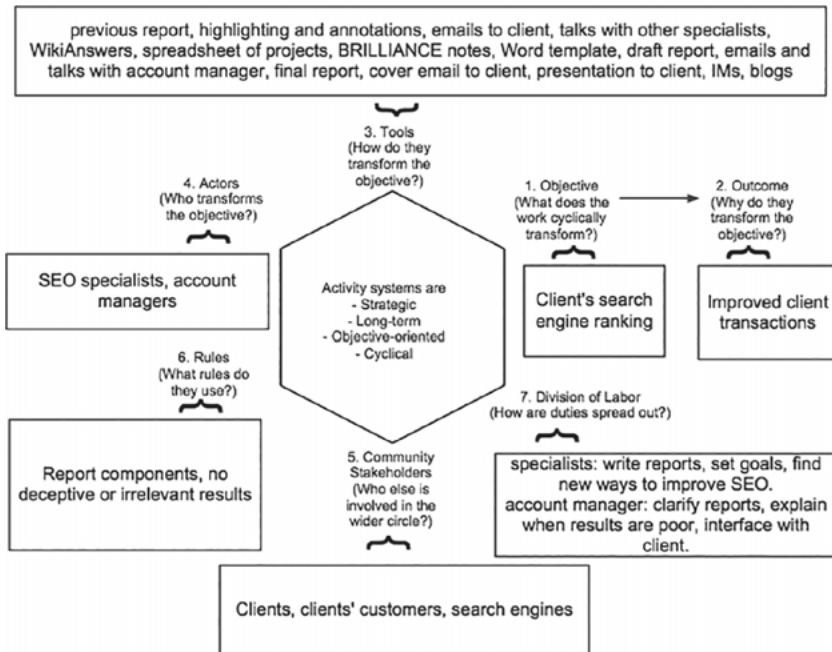 previous report, highlighting and annotations, emails to client, talks with other specialists,
WikiAnswers, spreadsheet of projects, BRILLIANCE notes, Word template, draft report, emails and
talks with account manager, final report, cover email to client, presentation to client, IMs, blogs
3. Tools
(How do they
transform the
objective?)
4. Actors
(Who transforms
the objective?)
SEO specialists, account
managers
1. Objective
(What does the
work cyclically
transform?)
Client's search
engine ranking
2. Outcome
(Why do they
transform the
objective?)
Improved client
transactions
Activity systems are
- Strategic
- Long-term
- Objective-oriented
- Cyclical
6. Rules
(What rules do
they use?)
Report components, no
deceptive or irrelevant results
5. Community
Stakeholders
(Who else is
involved in the
wider circle?)
Clients, clients' customers, search engines
7. Division of Labor
(How are duties spread out?)
specialists: write reports, set goals, find
new ways to improve SEO.
account manager: clarify reports, explain
when results are poor, interface with
client.